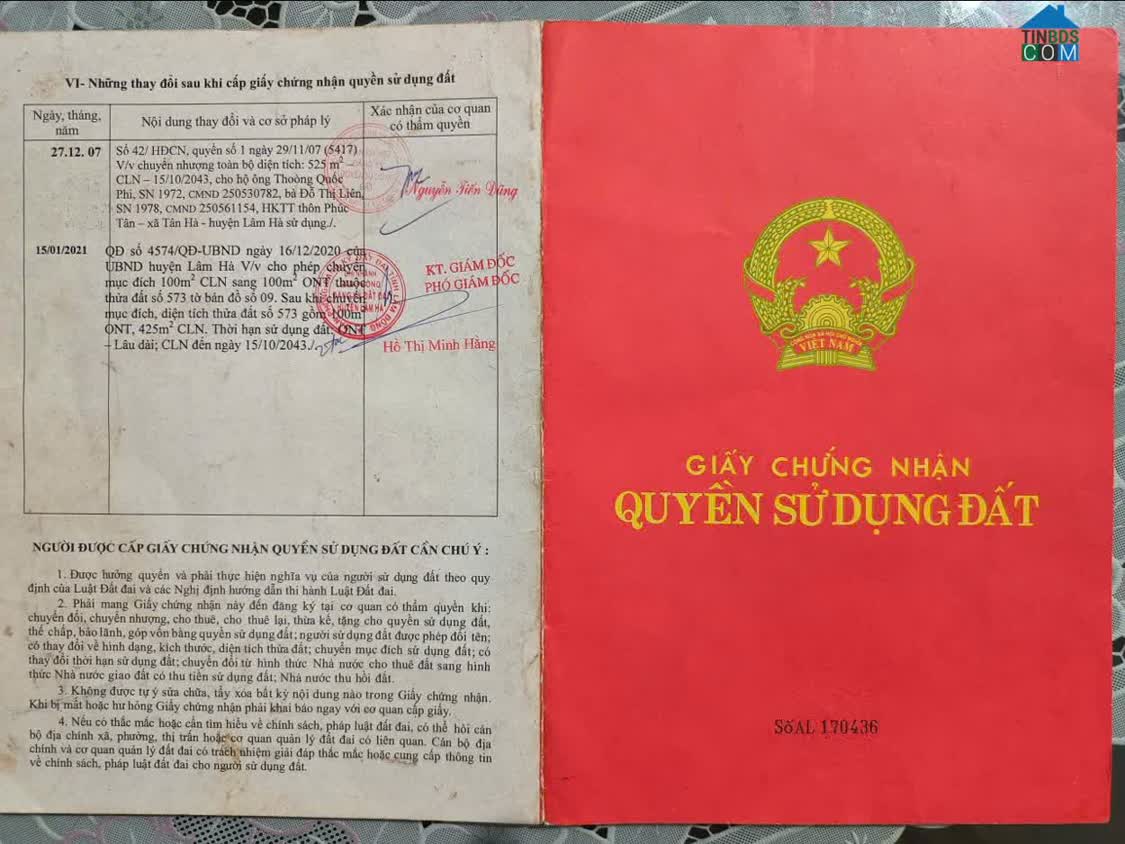 VI- Những thay đổi sau khi cấp giấy chứng nhận quyền sử dụng đất
Ngày, tháng, năm
Nội dung thay đổi và cơ sở pháp lý
Xác nhận của cơ quan có thẩm quyền
27.12. 07
Số 42/ HĐCN, quyển số 1 ngày 29/11/07 (5417)
V/v chuyển nhượng toàn bộ diện tích: 525 m² –
CLN – 15/10/2043, cho hộ ông Thoòng Quốc
Phi, SN 1972, CMND 250530782, bà Đỗ Thị Liên,
SN 1978, CMND 250561154, HKTT thôn Phúc
Tân – xã Tân Hà - huyện Lâm Hà sử dụng./.
Nguyễn Tiến Dũng
15/01/2021
QĐ số 4574/QĐ-UBND ngày 16/12/2020 của
UBND huyện Lâm Hà V/v cho phép chuyển
mục đích 100m² CLN sang 100m² ONT thuộc
thửa đất số 573 tờ bản đồ số 09. Sau khi chuyển
mục đích, diện tích thửa đất số 573 gồm 100m²
ONT, 425m² CLN. Thời hạn sử dụng đất: ONT
– Lâu dài; CLN đến ngày 15/10/2043./.
KT. GIÁM ĐỐC
PHÓ GIÁM ĐỐC
Hồ Thị Minh Hằng
NGƯỜI ĐƯỢC CẤP GIẤY CHỨNG NHẬN QUYỀN SỬ DỤNG ĐẤT CẦN CHÚ Ý :
1. Được hưởng quyền và phải thực hiện nghĩa vụ của người sử dụng đất theo quy
định của Luật Đất đai và các Nghị định hướng dẫn thi hành Luật Đất đai.
2. Phải mang Giấy chứng nhận này đến đăng ký tại cơ quan có thẩm quyền khi:
chuyển đổi, chuyển nhượng, cho thuê, cho thuê lại, thừa kế, tặng cho quyền sử dụng đất,
thế chấp, bảo lãnh, góp vốn bằng quyền sử dụng đất; người sử dụng đất được phép đổi tên;
có thay đổi về hình dạng, kích thước, diện tích thửa đất; chuyển mục đích sử dụng đất; có
thay đổi thời hạn sử dụng đất; chuyển đổi từ hình thức Nhà nước cho thuê đất sang hình
thức Nhà nước giao đất có thu tiền sử dụng đất; Nhà nước thu hồi đất.
3. Không được tự ý sửa chữa, tẩy xóa bất kỳ nội dung nào trong Giấy chứng nhận.
Khi bị mất hoặc hư hỏng Giấy chứng nhận phải khai báo ngay với cơ quan cấp giấy.
4. Nếu có thắc mắc hoặc cần tìm hiểu về chính sách, pháp luật đất đai, có thể hỏi cán
bộ địa chính xã, phường, thị trấn hoặc cơ quan quản lý đất đai có liên quan. Cán bộ địa
chính và cơ quan quản lý đất đai có trách nhiệm giải đáp thắc mắc hoặc cung cấp thông tin
về chính sách, pháp luật đất đai cho người sử dụng đất.
TINBDS
COM
CỘNG HÒA XÃ HỘI CHỦ NGHĨA
VIỆT NAM
GIẤY CHỨNG NHẬN
QUYỀN SỬ DỤNG ĐẤT
Số AL 170436